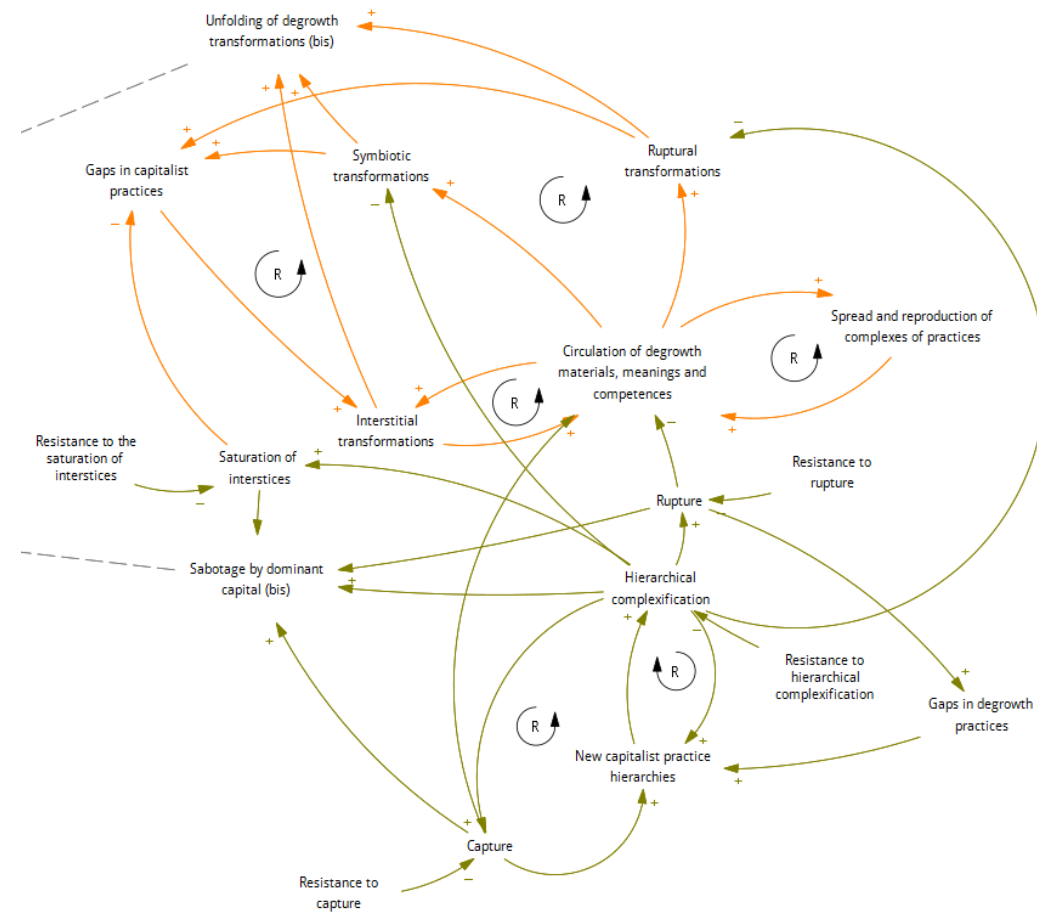 Unfolding of degrowth
transformations (bis)
+
+
+
+
+
+
−
Gaps in capitalist
practices
Symbiotic
transformations
Ruptural
transformations
−
−
+
+
R
R
+
Spread and reproduction of
complexes of practices
R
Circulation of degrowth
materials, meanings and
competences
+
R
+
+
+
Interstitial
transformations
−
Resistance to the
saturation of
interstices
Saturation of
interstices
+
−
Resistance to
rupture
Rupture
−
+
Sabotage by dominant
capital (bis)
+
Hierarchical
complexification
+
−
Resistance to
hierarchical
complexification
+
R
+
Gaps in degrowth
practices
R
+
New capitalist practice
hierarchies
+
+
+
Capture
−
Resistance to
capture